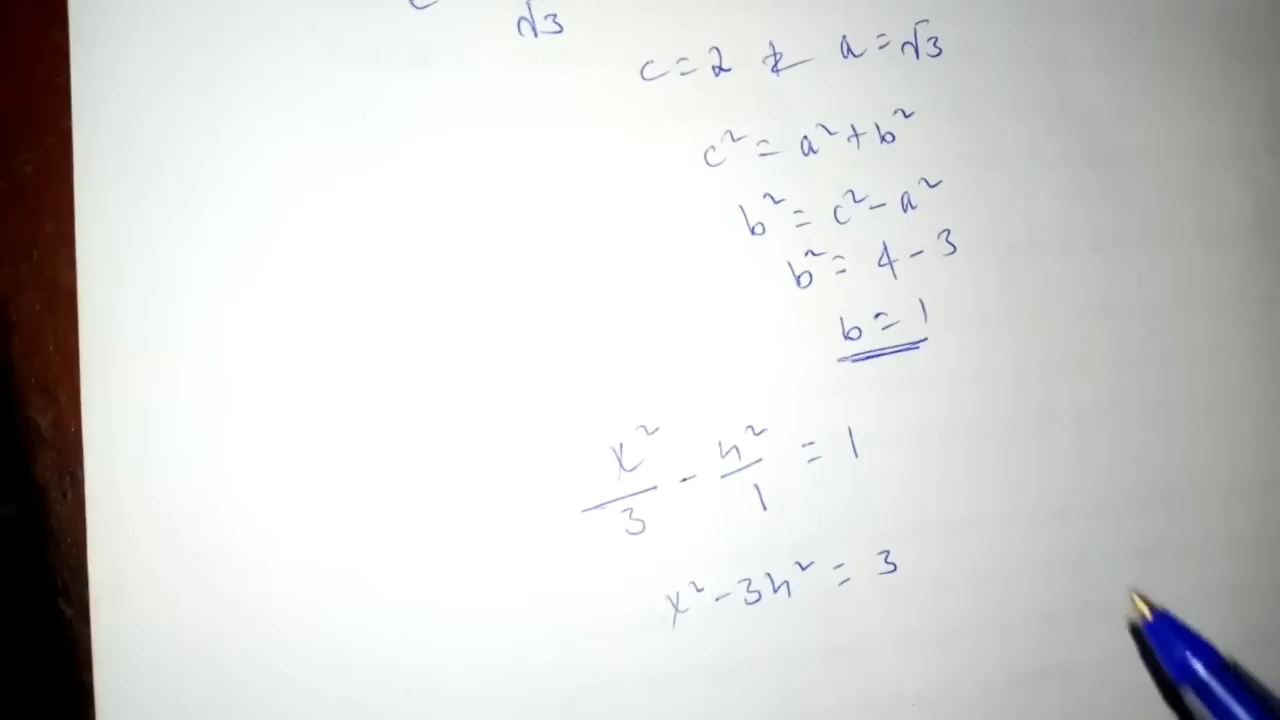 √3
c = 2 & a = √3
c² = a² + b²
b² = c² - a²
b² = 4 - 3
b = 1
x²/3 - y²/1 = 1
x² - 3y² = 3